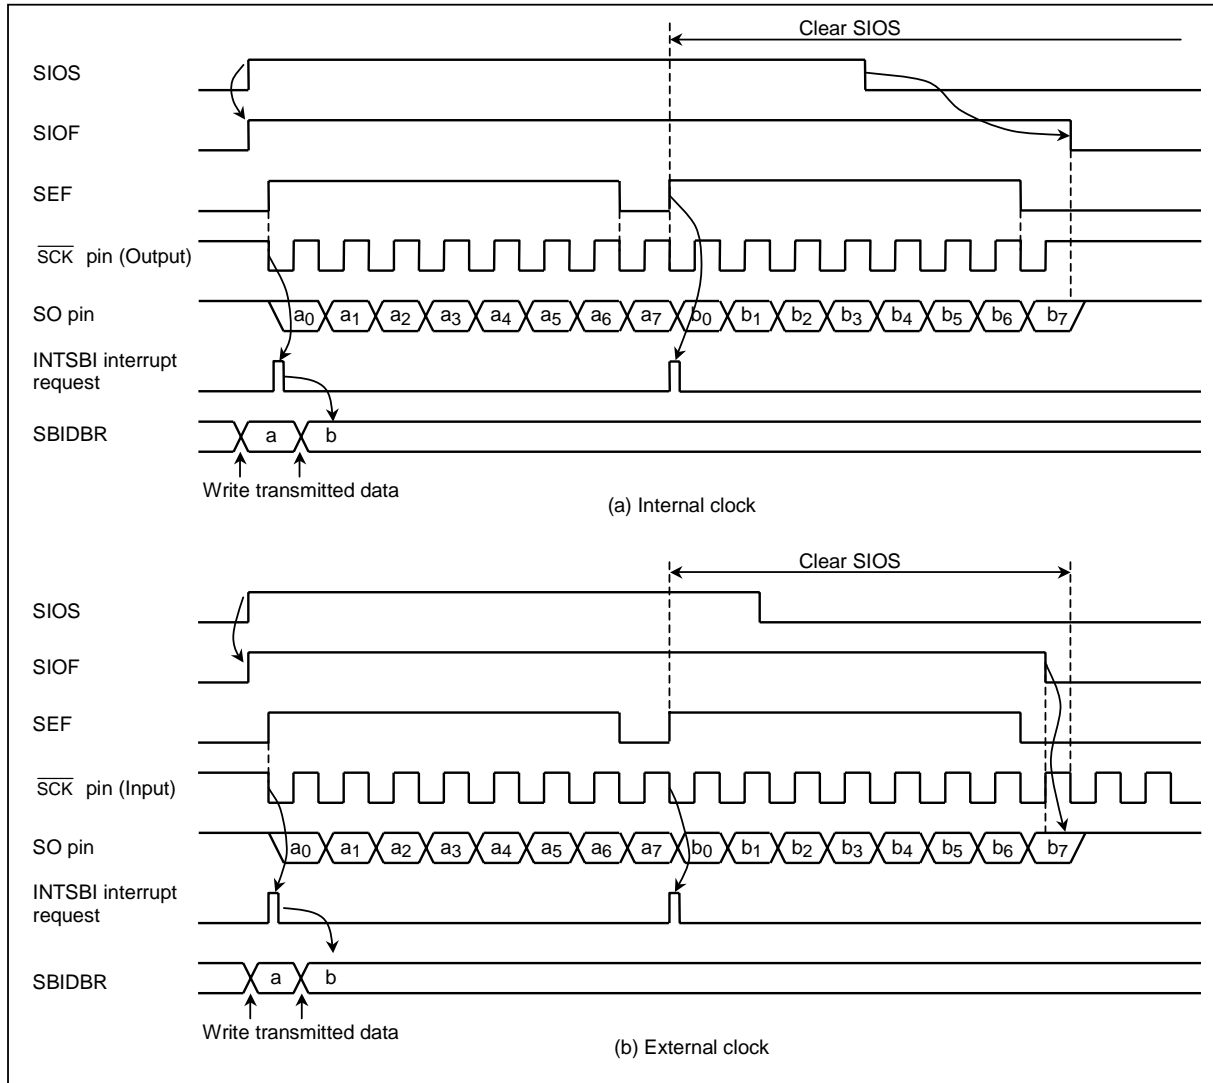 Clear SIOS
SIOS
SIOF
SEF
SCK pin (Output)
SO pin
a0 a1 a2 a3 a4 a5 a6 a7 b0 b1 b2 b3 b4 b5 b6 b7
INTSBI interrupt
request
SBIDBR
a b
Write transmitted data
(a) Internal clock
Clear SIOS
SIOS
SIOF
SEF
SCK pin (Input)
SO pin
a0 a1 a2 a3 a4 a5 a6 a7 b0 b1 b2 b3 b4 b5 b6 b7
INTSBI interrupt
request
SBIDBR
a b
Write transmitted data
(b) External clock